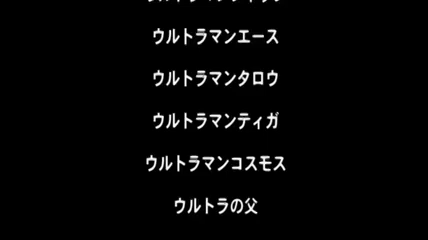 ウルトラマンエース
ウルトラマンタロウ
ウルトラマンティガ
ウルトラマンコスモス
ウルトラの父